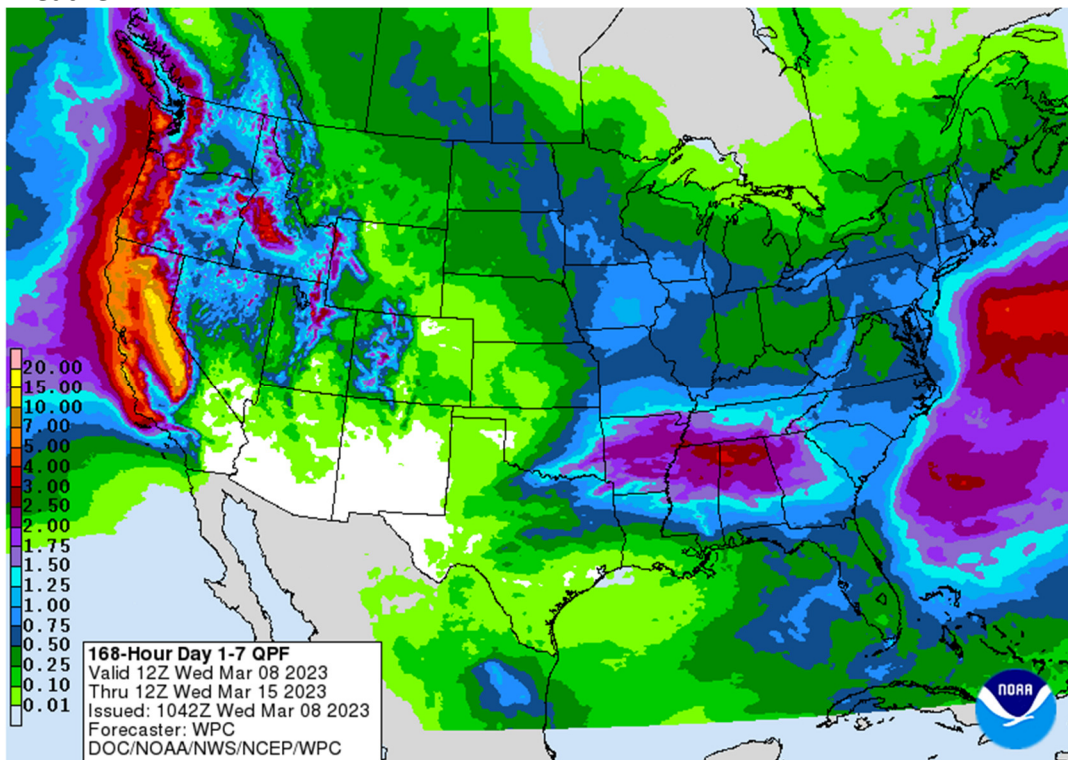 20.00
15.00
10.00
7.00
5.00
4.00
3.00
2.50
2.00
1.75
1.50
1.25
1.00
0.75
0.50
0.25
0.10
0.01
168-Hour Day 1-7 QPF
Valid 12Z Wed Mar 08 2023
Thru 12Z Wed Mar 15 2023
Issued: 1042Z Wed Mar 08 2023
Forecaster: WPC
DOC/NOAA/NWS/NCEP/WPC
NOAA